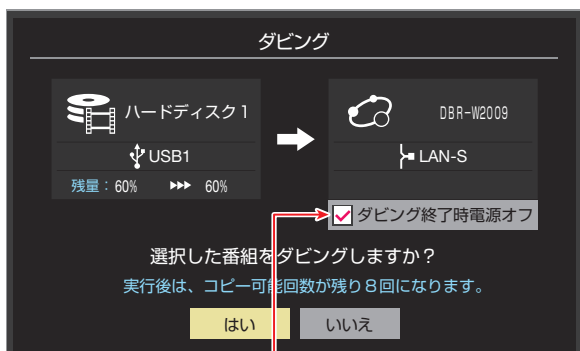 ダビング
ハードディスク1
DBR-W2009
USB1
LAN-S
残量：60% ▶▶▶ 60%
ダビング終了時電源オフ
選択した番組をダビングしますか？
実行後は、コピー可能回数が残り8回になります。
はい
いいえ